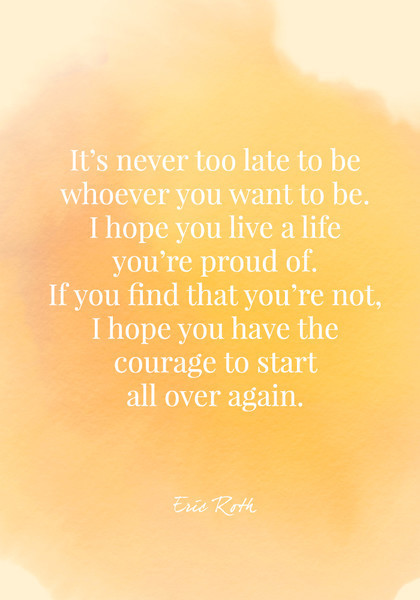 It’s never too late to be
whoever you want to be.
I hope you live a life
you’re proud of.
If you find that you’re not,
I hope you have the
courage to start
all over again.
Eric Roth